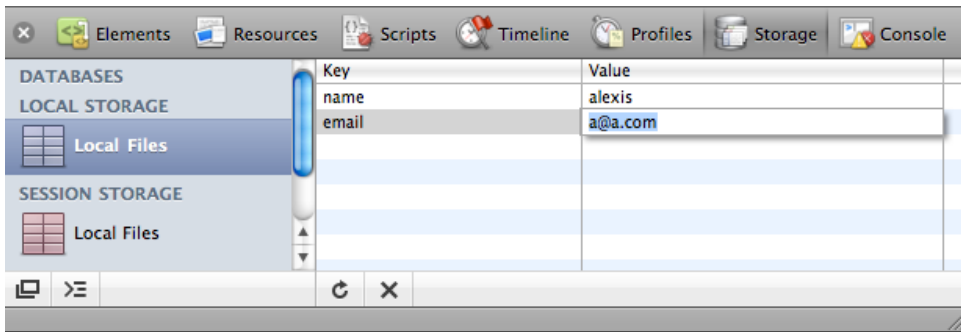 Elements Resources Scripts Timeline Profiles Storage Console
DATABASES
LOCAL STORAGE
Local Files
SESSION STORAGE
Local Files
Key Value
name alexis
email a@a.com